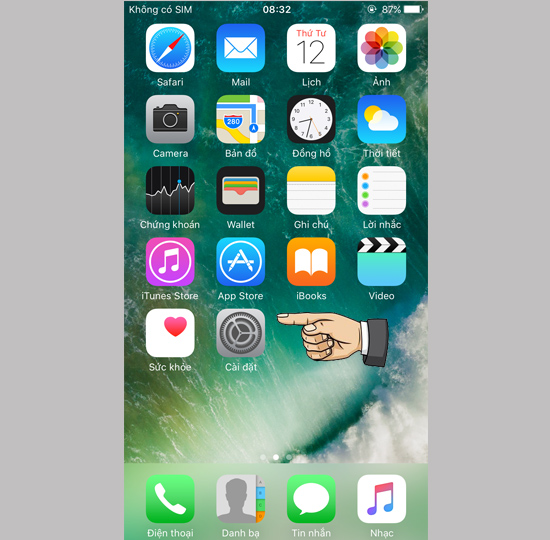 Không có SIM 08:32 87%
Thứ Tư
12
Safari Mail Lịch Ảnh
280
Camera Bản đồ Đồng hồ Thời tiết
Chứng khoán Wallet Ghi chú Lời nhắc
iTunes Store App Store iBooks Video
Sức khỏe Cài đặt
Điện thoại Danh bạ Tin nhắn Nhạc